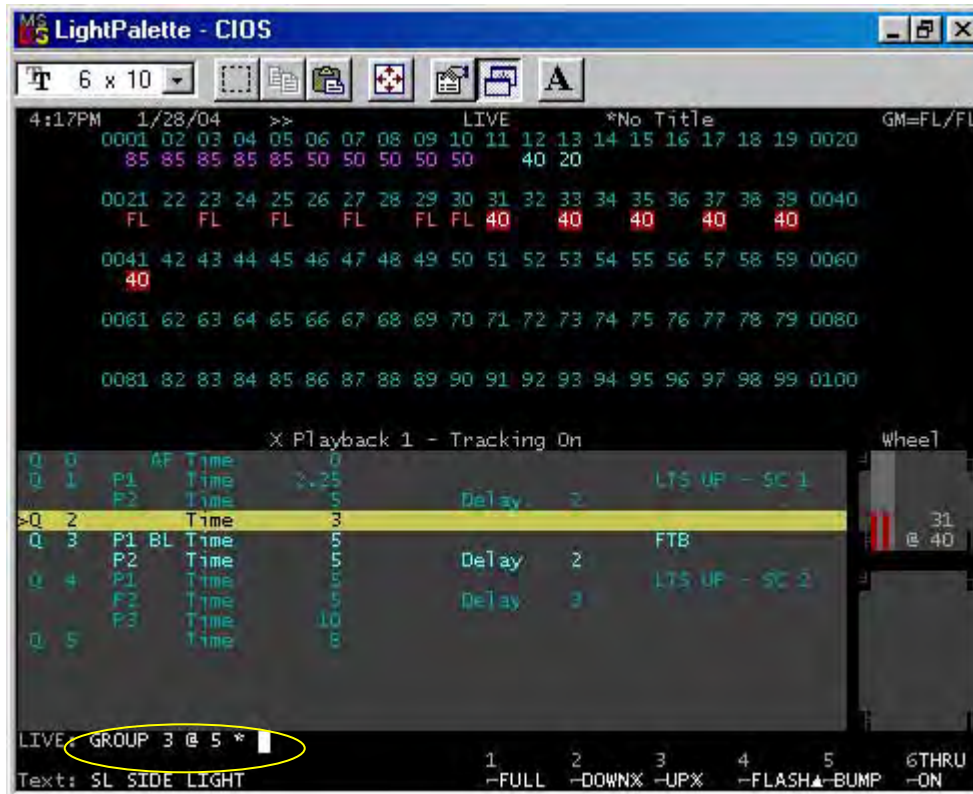 LightPalette - CIOS
6 x 10
4:17PM 1/28/04 >> LIVE *No Title GM=FL/FL
0001 02 03 04 05 06 07 08 09 10 11 12 13 14 15 16 17 18 19 0020
85 85 85 85 85 50 50 50 50 50 40 20
0021 22 23 24 25 26 27 28 29 30 31 32 33 34 35 36 37 38 39 0040
FL FL FL FL FL FL 40 40 40 40 40
0041 42 43 44 45 46 47 48 49 50 51 52 53 54 55 56 57 58 59 0060
40
0061 62 63 64 65 66 67 68 69 70 71 72 73 74 75 76 77 78 79 0080
0081 82 83 84 85 86 87 88 89 90 91 92 93 94 95 96 97 98 99 0100
X Playback 1 - Tracking On Wheel
Q 0 AF Time 0
Q 1 P1 Time 2.25 LTS UP - SC 1
P2 Time 5 Delay 2
>Q 2 Time 3
31
Q 3 P1 BL Time 5 FTB
@ 40
P2 Time 5 Delay 2
Q 4 P1 Time 5 LTS UP - SC 2
P2 Time 5 Delay 3
P3 Time 10
Q 5 Time 8
LIVE: GROUP 3 @ 5 *
1 2 3 4 5 6THRU
Text: SL SIDE LIGHT —FULL —DOWN% —UP% —FLASH▲—BUMP —ON